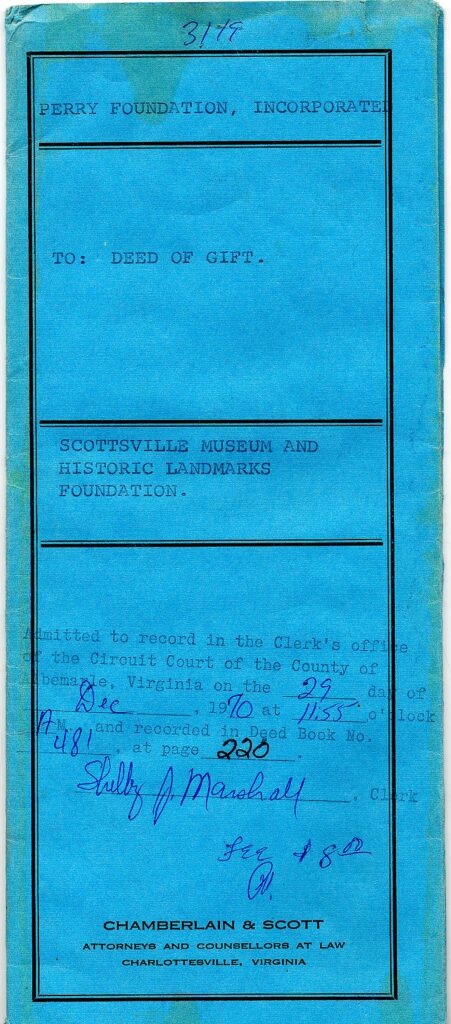 3119
PERRY FOUNDATION, INCORPORATED
TO: DEED OF GIFT.
SCOTTSVILLE MUSEUM AND
HISTORIC LANDMARKS
FOUNDATION.
Admitted to record in the Clerk's office
of the Circuit Court of the County of
Albemarle, Virginia on the 29 day of
Dec, 1970 at 11:55 o'clock
A M. and recorded in Deed Book No.
481, at page 220.
Shelby J. Marshall, Clerk
Fee $8.00
CHAMBERLAIN & SCOTT
ATTORNEYS AND COUNSELLORS AT LAW
CHARLOTTESVILLE, VIRGINIA